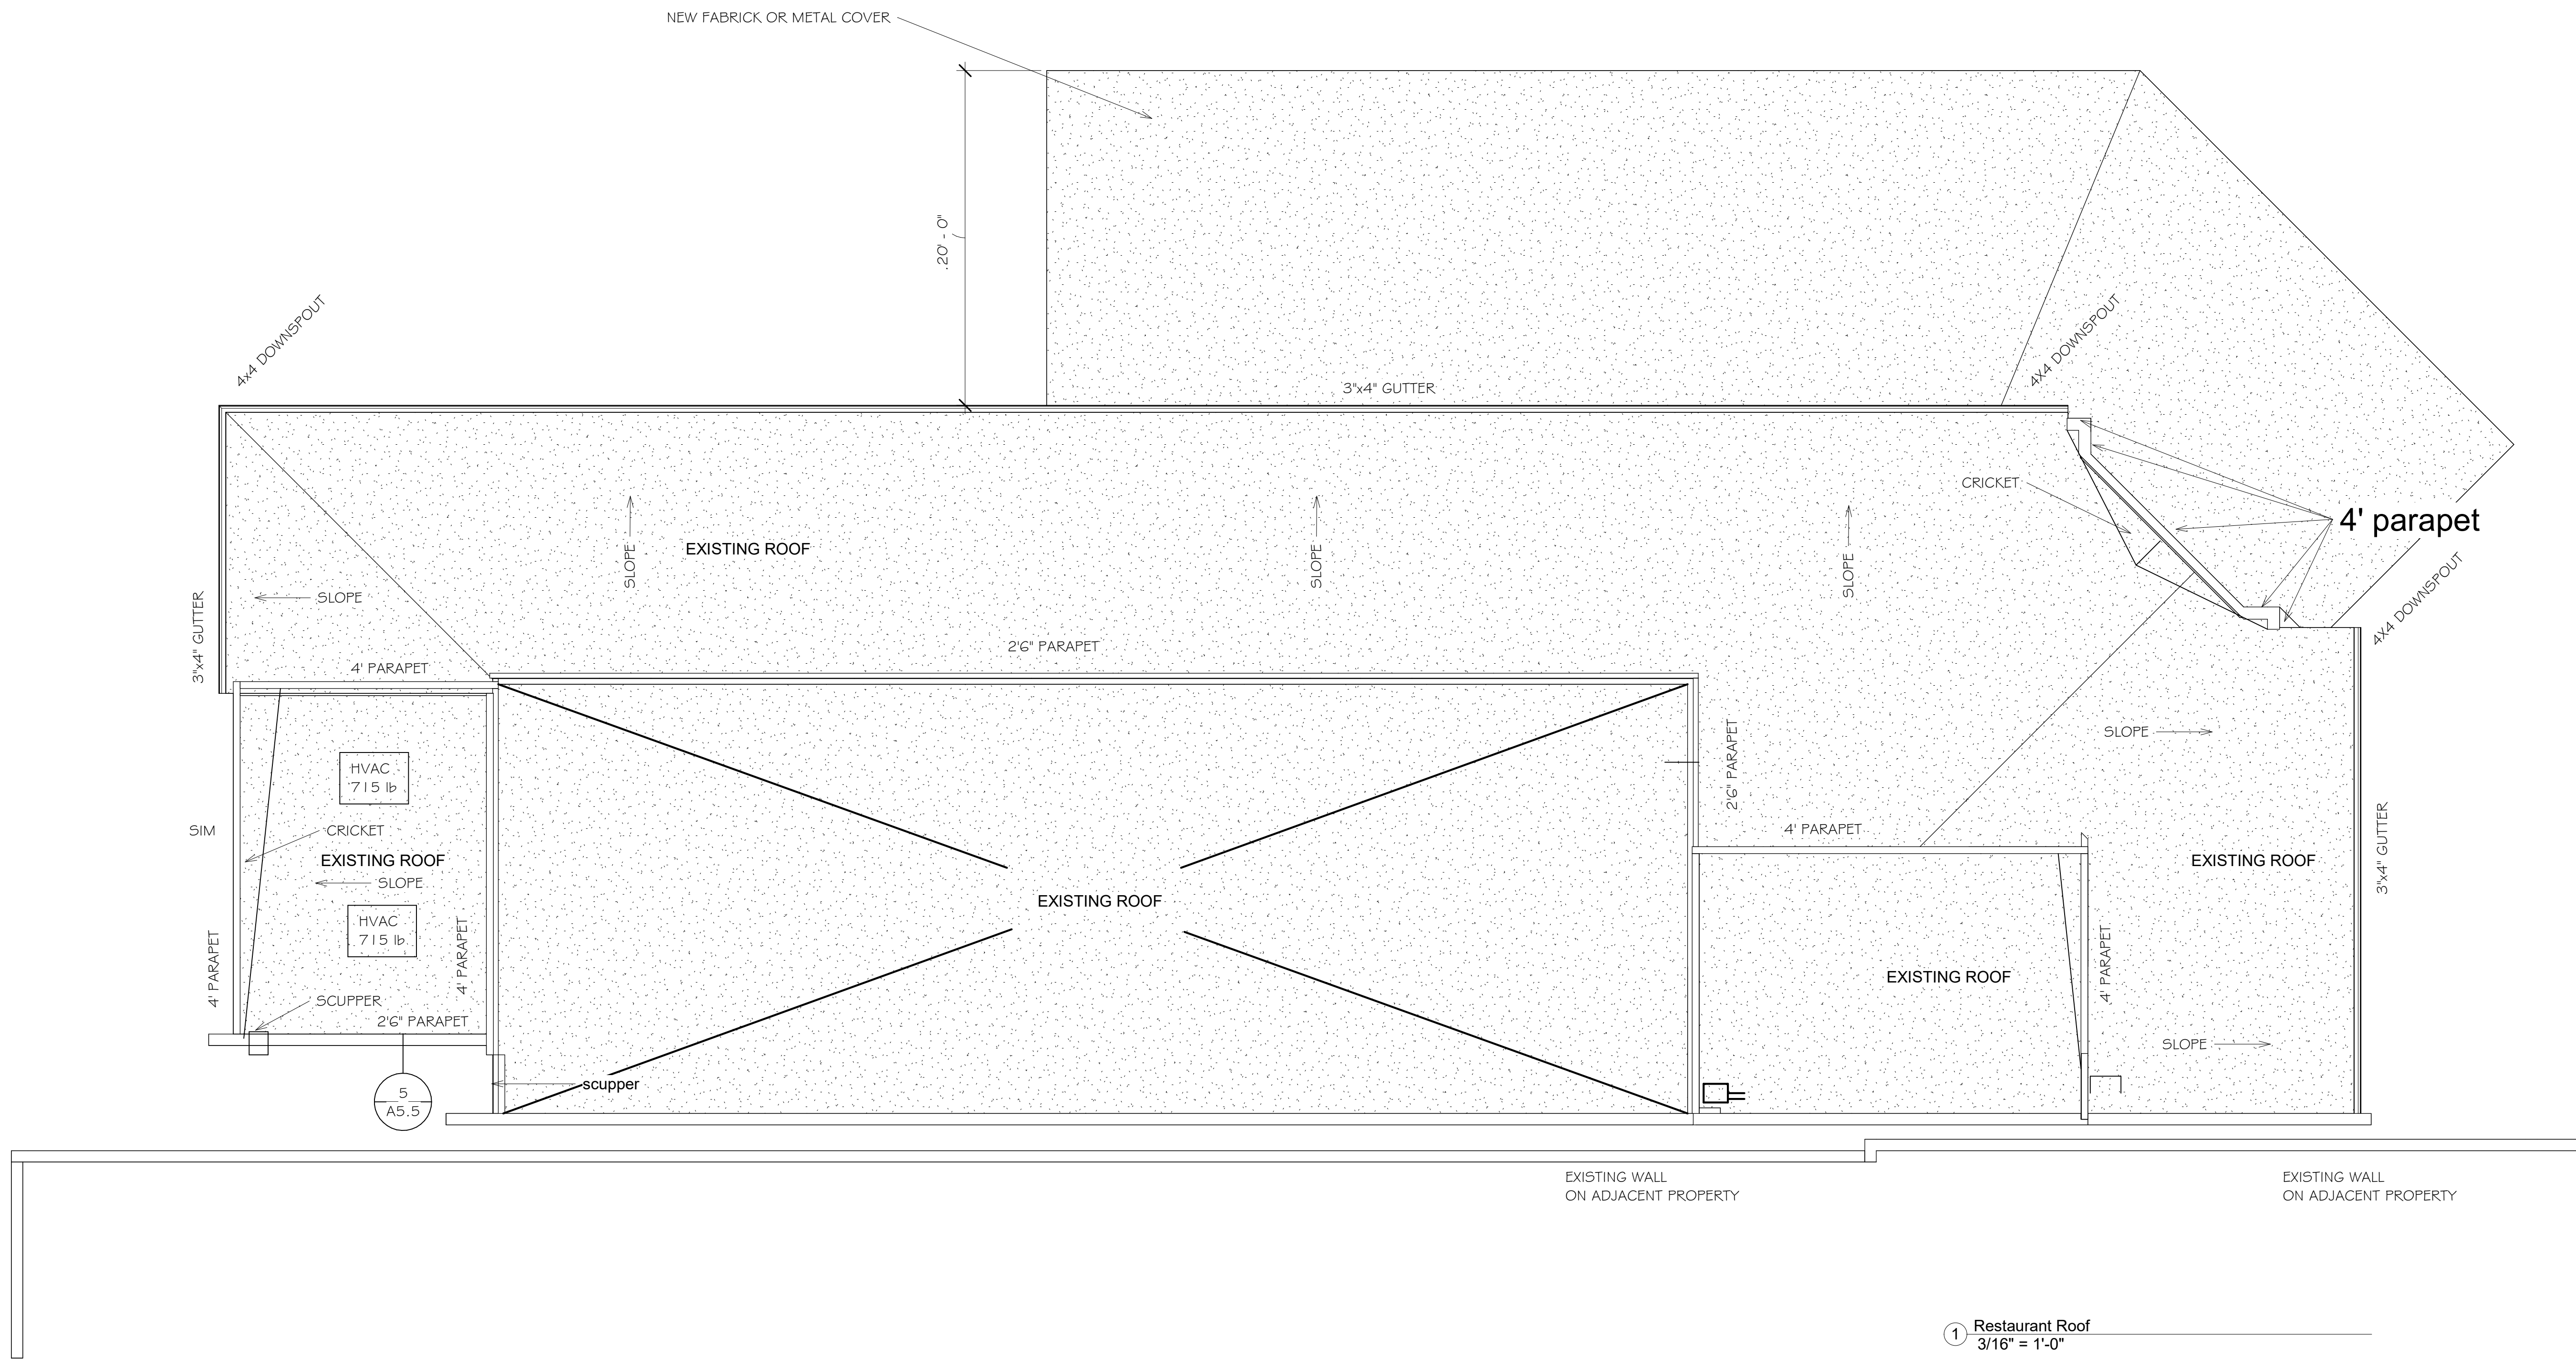 NEW FABRICK OR METAL COVER
.20' - 0"
4x4 DOWNSPOUT
4X4 DOWNSPOUT
3"x4" GUTTER
CRICKET
4' parapet
SLOPE
EXISTING ROOF
SLOPE
SLOPE
SLOPE
4X4 DOWNSPOUT
3"x4" GUTTER
2'6" PARAPET
4' PARAPET
SLOPE
2'6" PARAPET
HVAC
715 lb
SIM
CRICKET
4' PARAPET
3"x4" GUTTER
EXISTING ROOF
EXISTING ROOF
SLOPE
EXISTING ROOF
HVAC
715 lb
4' PARAPET
4' PARAPET
EXISTING ROOF
4' PARAPET
SCUPPER
2'6" PARAPET
SLOPE
scupper
5
A5.5
EXISTING WALL
ON ADJACENT PROPERTY
EXISTING WALL
ON ADJACENT PROPERTY
1
Restaurant Roof
3/16" = 1'-0"